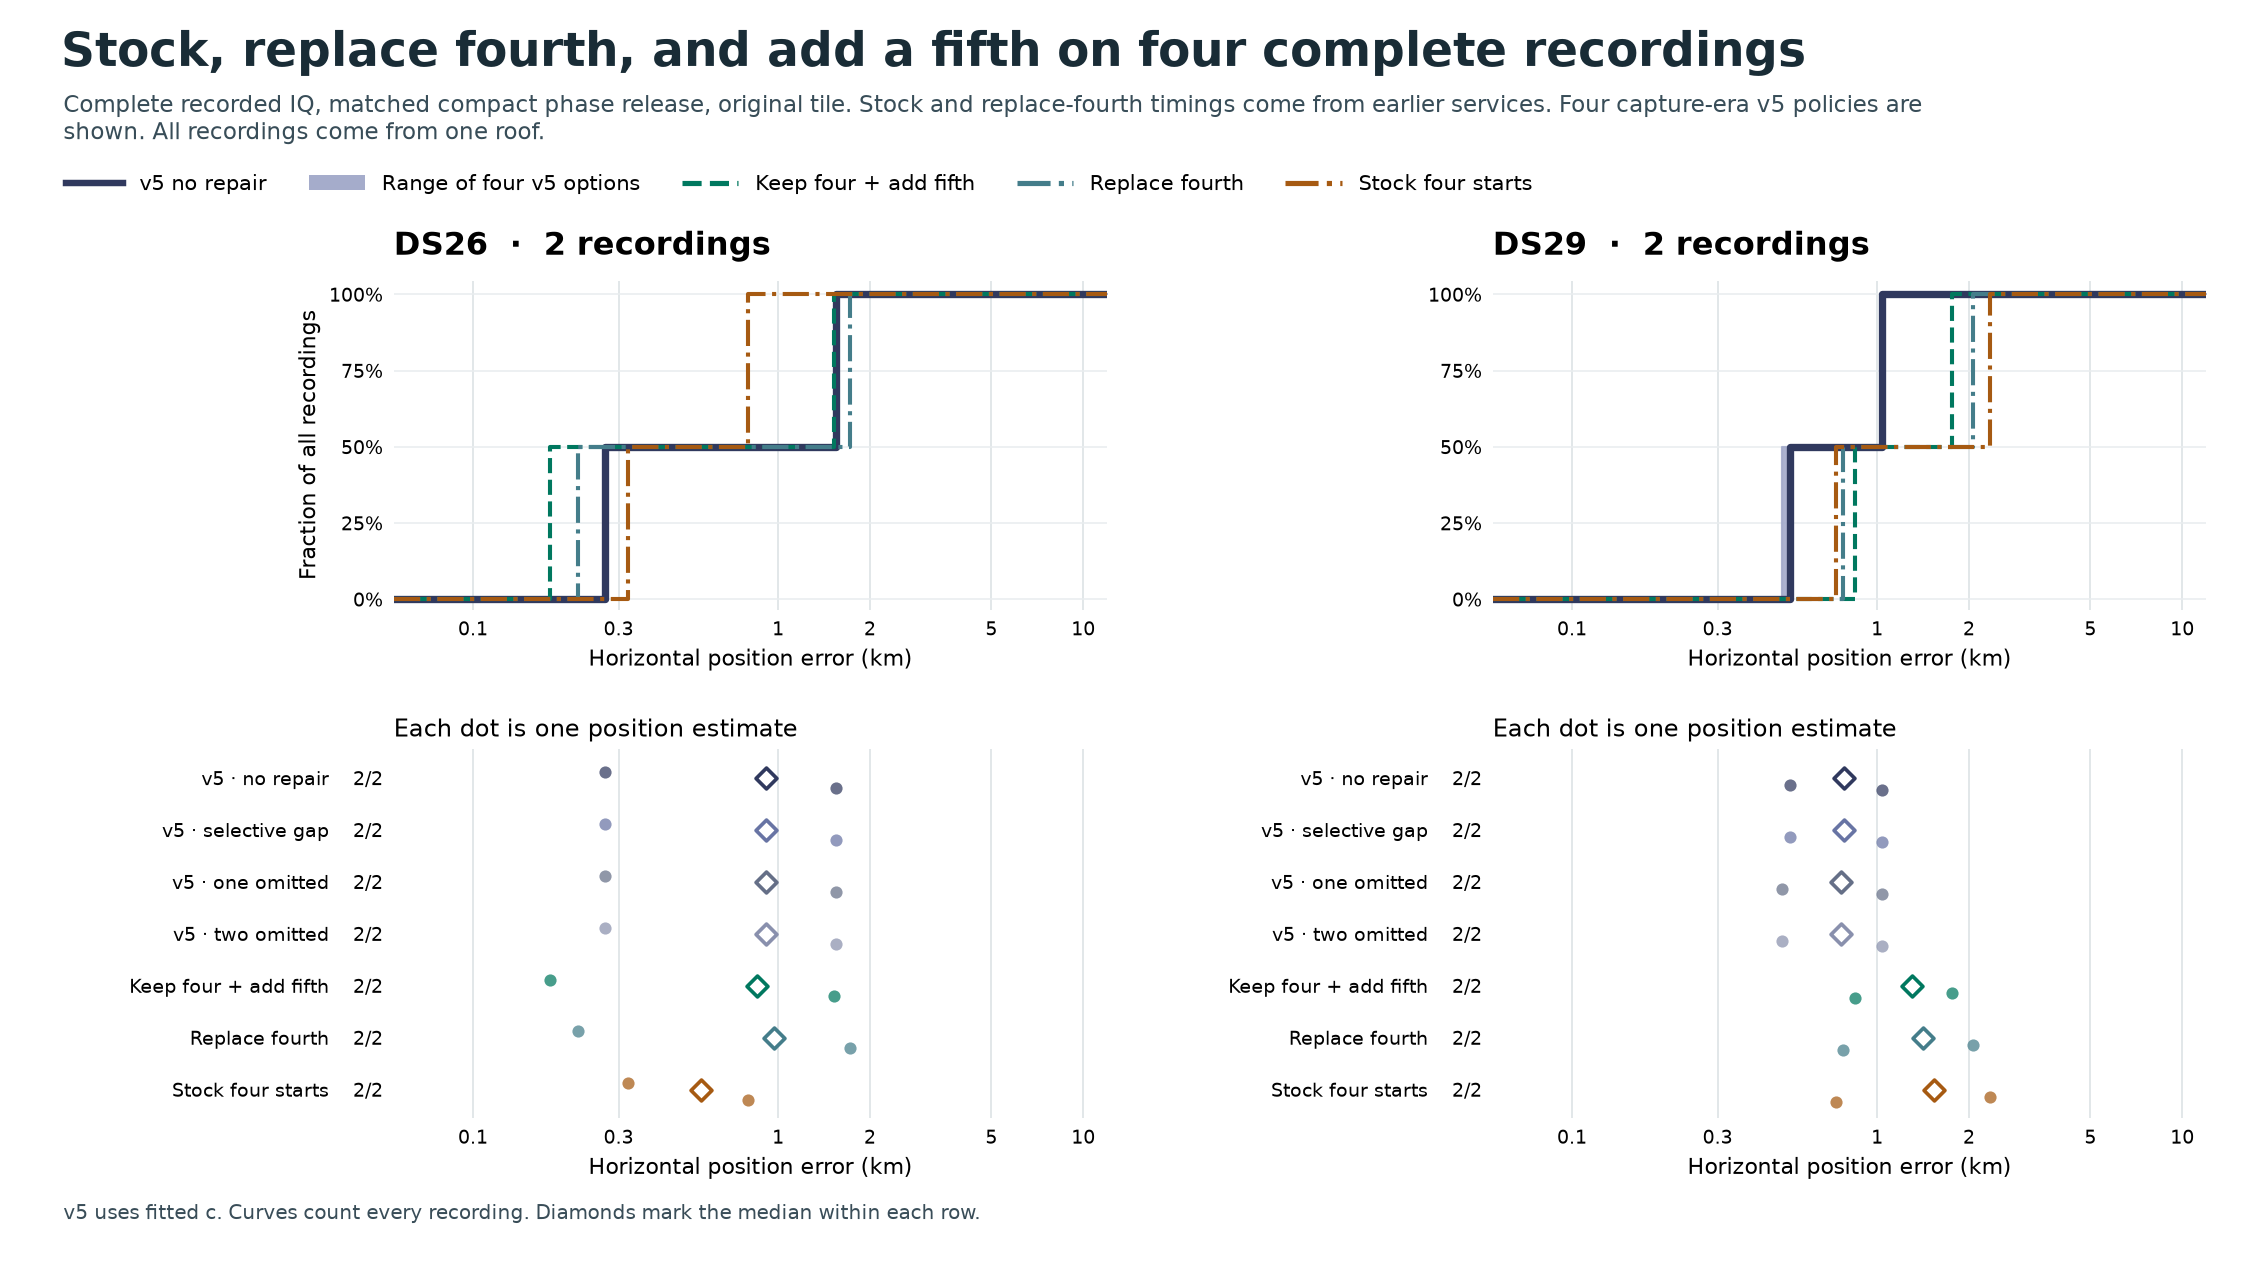 Stock, replace fourth, and add a fifth on four complete recordings
Complete recorded IQ, matched compact phase release, original tile. Stock and replace-fourth timings come from earlier services. Four capture-era v5 policies are
shown. All recordings come from one roof.
v5 no repair
Range of four v5 options
Keep four + add fifth
Replace fourth
Stock four starts
DS26 · 2 recordings
Fraction of all recordings
100%
75%
50%
25%
0%
0.1 0.3 1 2 5 10
Horizontal position error (km)
DS29 · 2 recordings
100%
75%
50%
25%
0%
0.1 0.3 1 2 5 10
Horizontal position error (km)
Each dot is one position estimate
v5 · no repair 2/2
v5 · selective gap 2/2
v5 · one omitted 2/2
v5 · two omitted 2/2
Keep four + add fifth 2/2
Replace fourth 2/2
Stock four starts 2/2
0.1 0.3 1 2 5 10
Horizontal position error (km)
Each dot is one position estimate
v5 · no repair 2/2
v5 · selective gap 2/2
v5 · one omitted 2/2
v5 · two omitted 2/2
Keep four + add fifth 2/2
Replace fourth 2/2
Stock four starts 2/2
0.1 0.3 1 2 5 10
Horizontal position error (km)
v5 uses fitted c. Curves count every recording. Diamonds mark the median within each row.